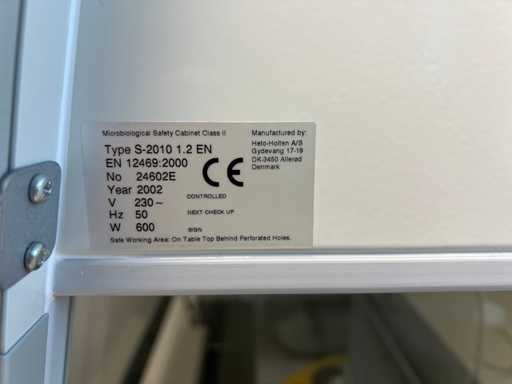 Microbiological Safety Cabinet Class II
Type S-2010 1.2 EN
EN 12469:2000
No 24602E
Year 2002
V 230~
Hz 50
W 600
CE
CONTROLLED
NEXT CHECK UP
SIGN
Manufactured by:
Heto-Holten A/S
Gydevang 17-19
DK-3450 Allerød
Denmark
Safe Working Area: On Table Top Behind Perforated Holes.